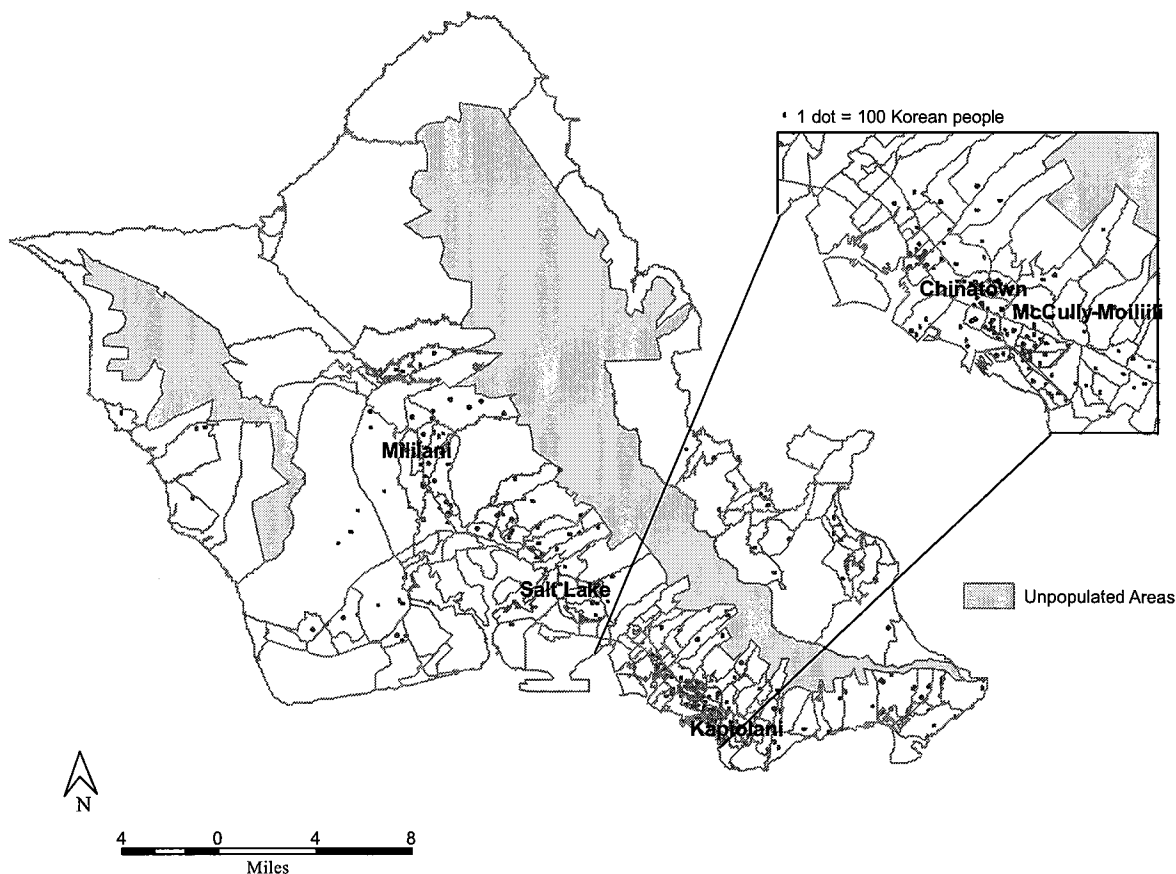 1 dot = 100 Korean people
Chinatown
McCully-Moiliili
Mililani
Salt Lake
Unpopulated Areas
Kapiolani
N
4 0 4 8
Miles